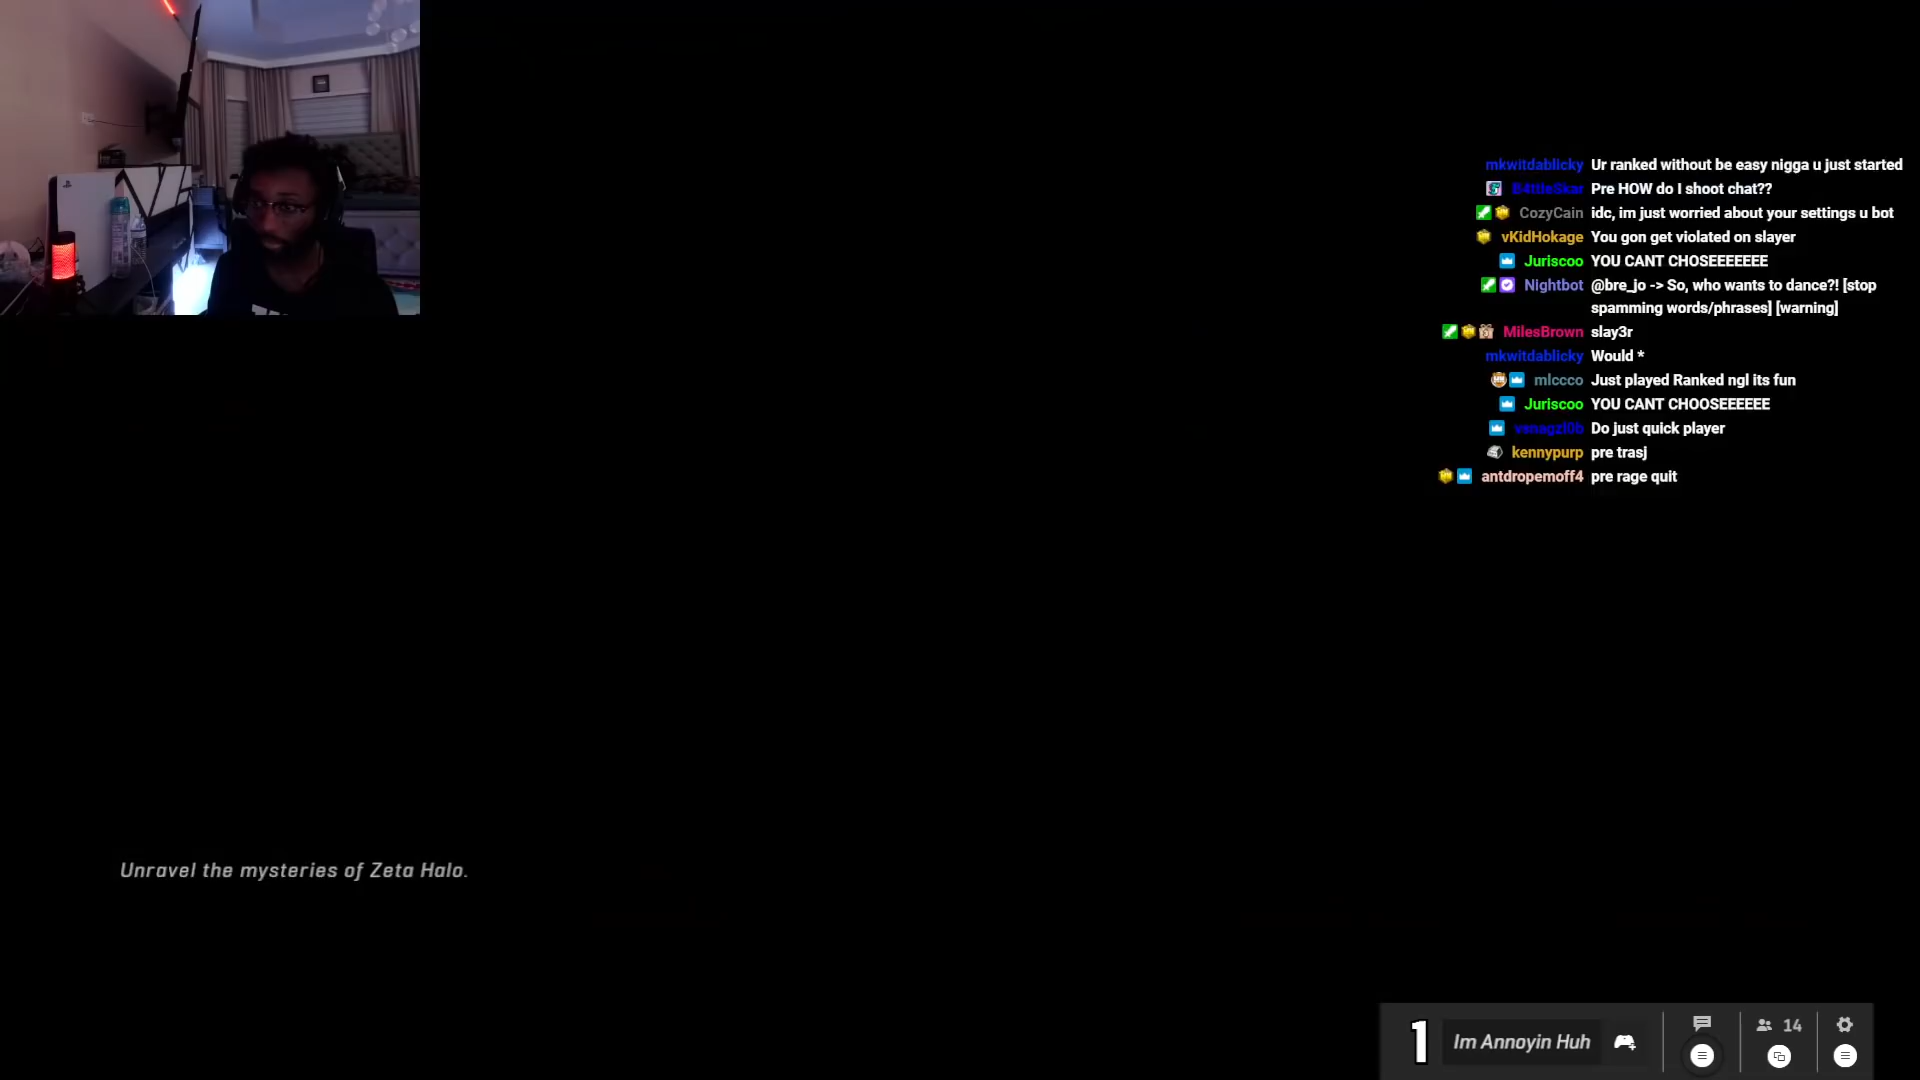 mkwitdablicky Ur ranked without be easy nigga u just started
B4ttleSkar Pre HOW do I shoot chat??
CozyCain idc, im just worried about your settings u bot
vKidHokage You gon get violated on slayer
Juriscoo YOU CANT CHOSEEEEEEE
Nightbot @bre_jo -> So, who wants to dance?! [stop
spamming words/phrases] [warning]
MilesBrown slay3r
mkwitdablicky Would *
mlccco Just played Ranked ngl its fun
Juriscoo YOU CANT CHOOSEEEEEE
Do just quick player
kennypurp pre trasj
antdropemoff4 pre rage quit
Unravel the mysteries of Zeta Halo.
1 Im Annoyin Huh 14